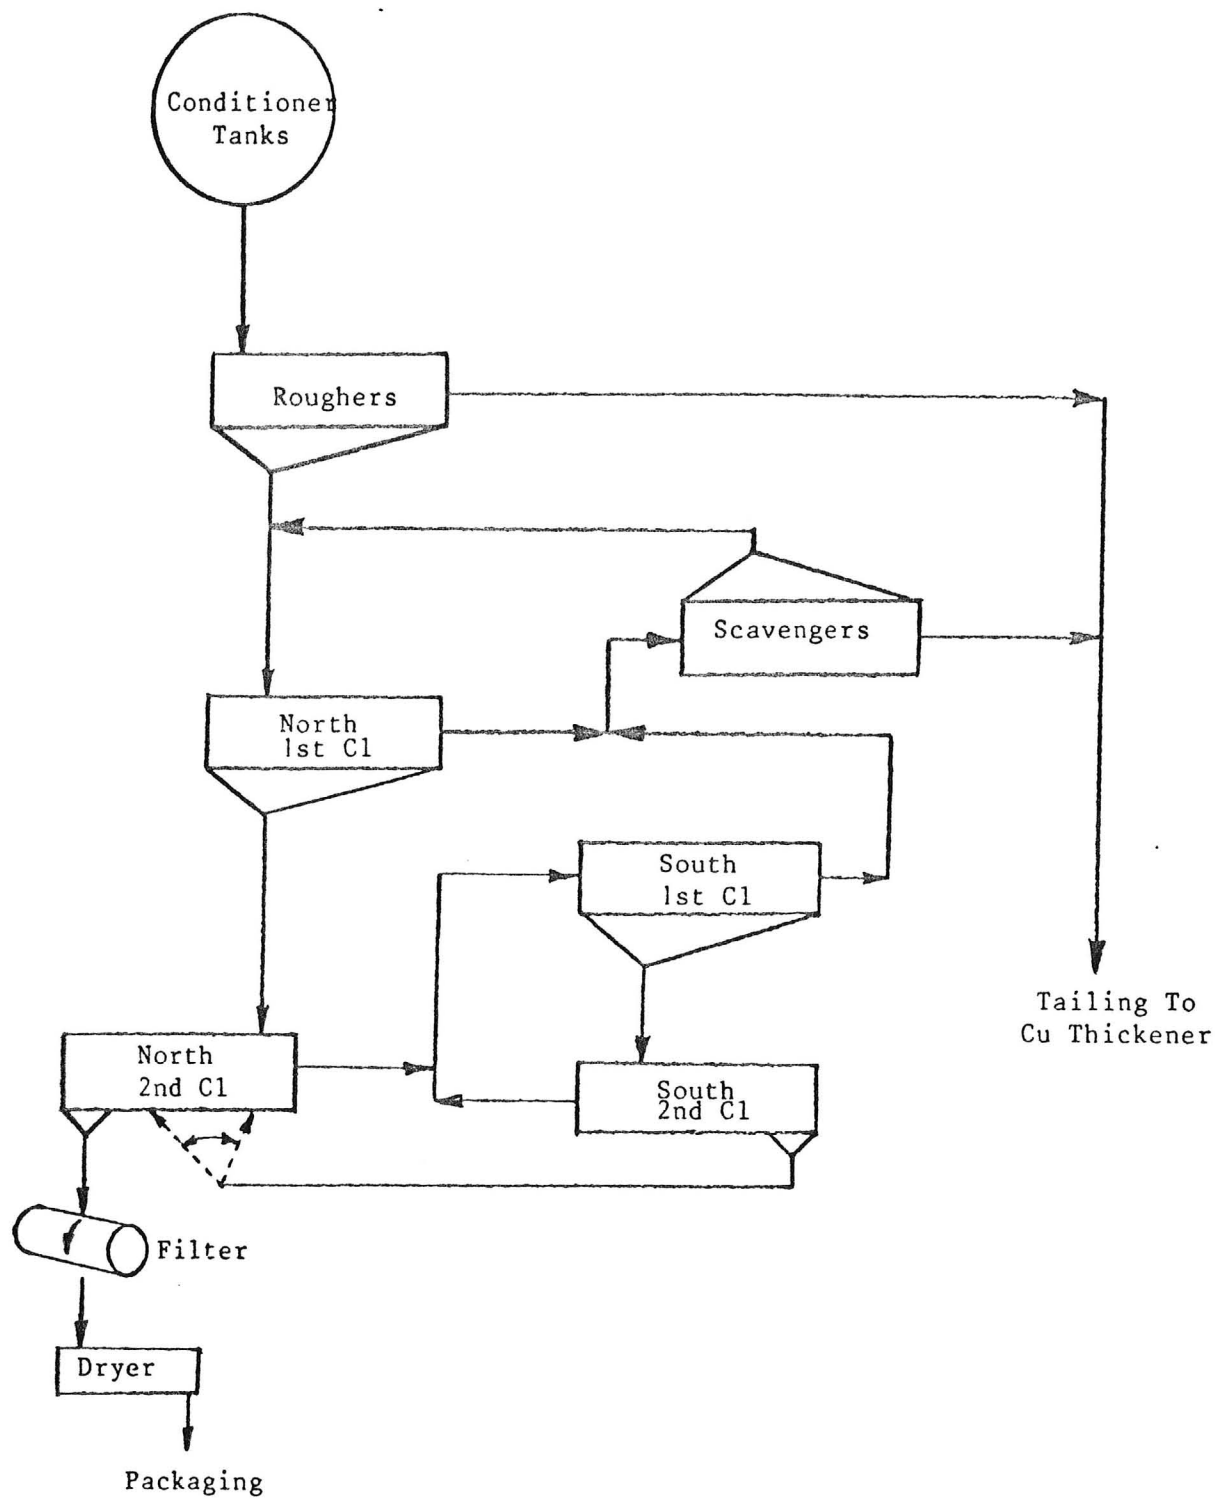 Conditioner
Tanks
Roughers
Scavengers
North
1st Cl
South
1st Cl
Tailing To
Cu Thickener
North
2nd Cl
South
2nd Cl
Filter
Dryer
Packaging